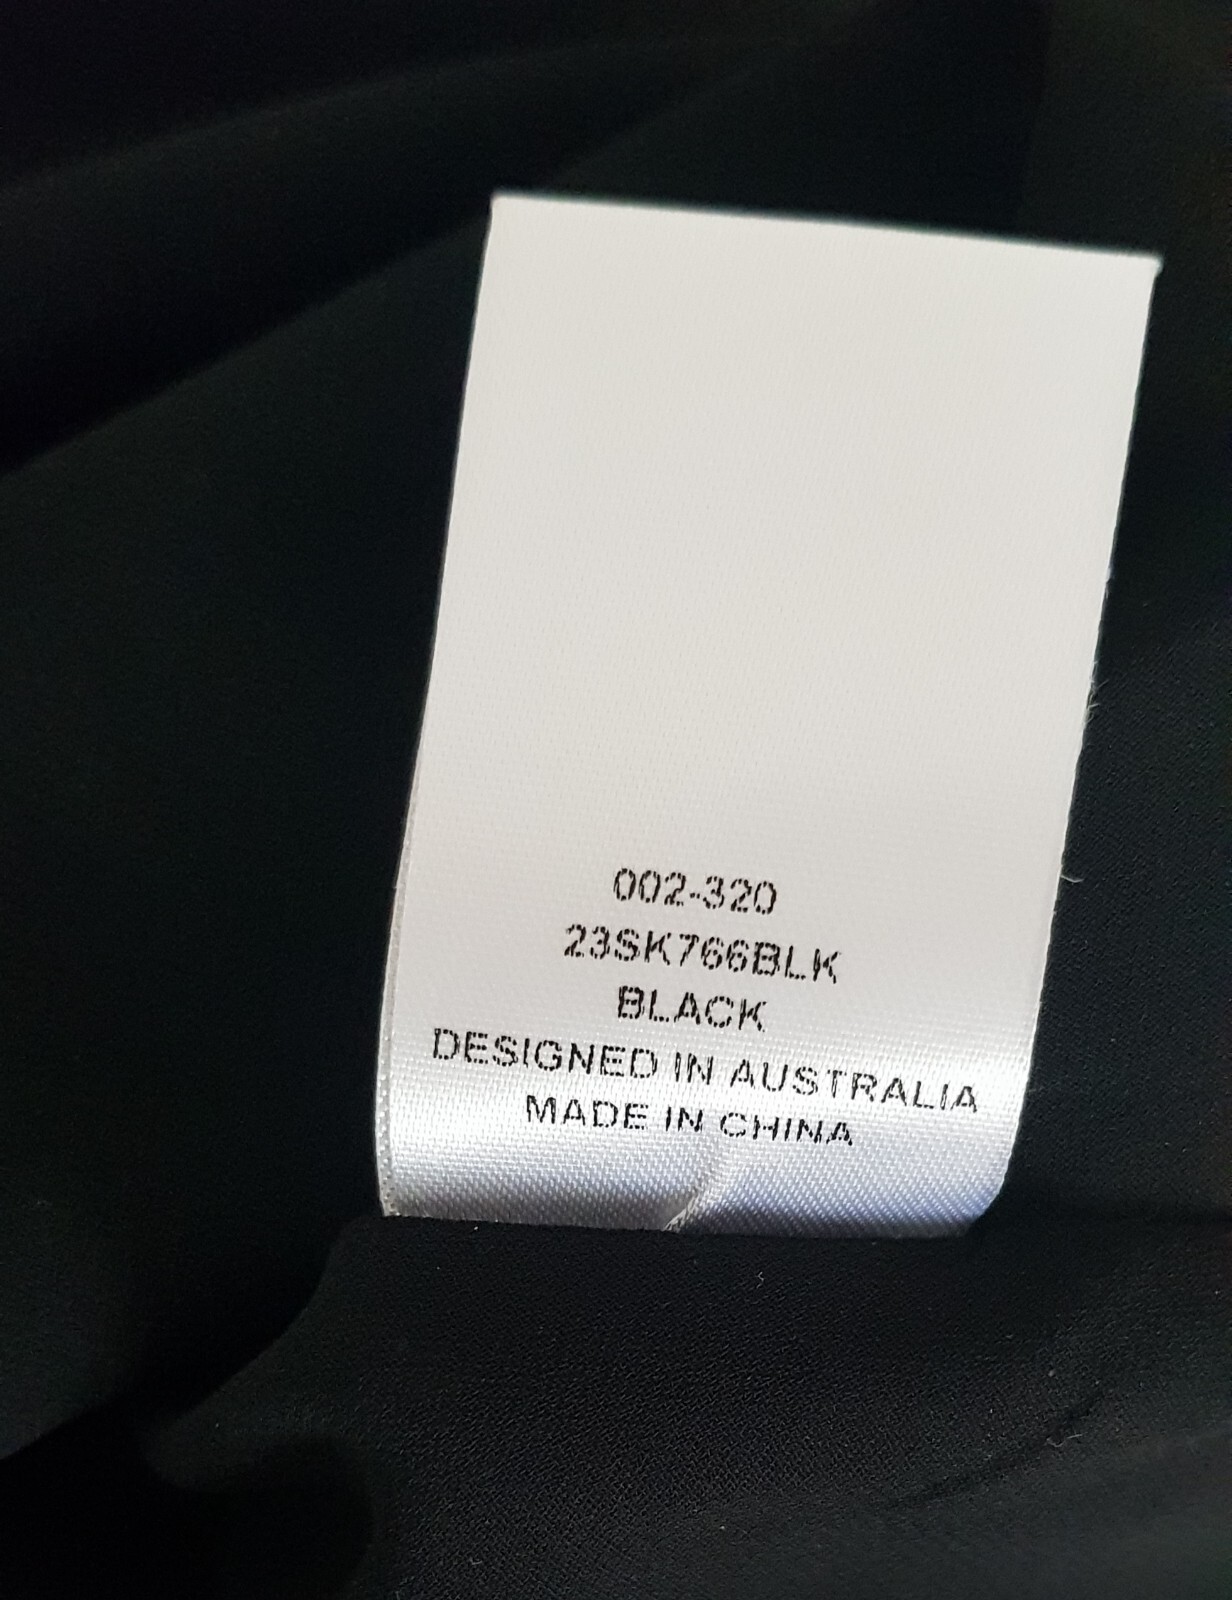 002-320
23SK766BLK
BLACK
DESIGNED IN AUSTRALIA
MADE IN CHINA